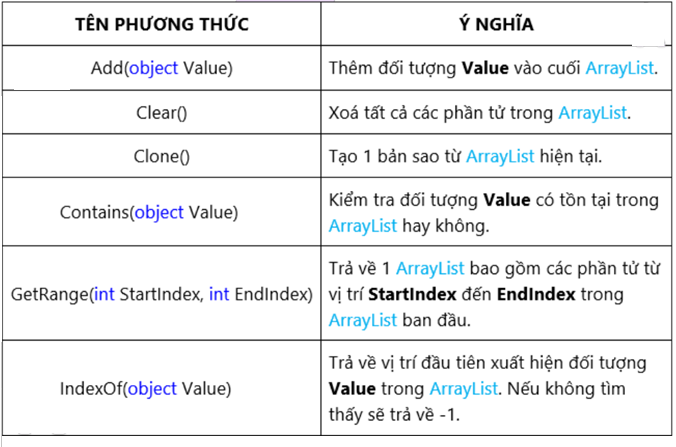 TÊN PHƯƠNG THỨC
Ý NGHĨA
Add(object Value)
Thêm đối tượng Value vào cuối ArrayList.
Clear()
Xoá tất cả các phần tử trong ArrayList.
Clone()
Tạo 1 bản sao từ ArrayList hiện tại.
Contains(object Value)
Kiểm tra đối tượng Value có tồn tại trong
ArrayList hay không.
GetRange(int StartIndex, int EndIndex)
Trả về 1 ArrayList bao gồm các phần tử từ
vị trí StartIndex đến EndIndex trong
ArrayList ban đầu.
IndexOf(object Value)
Trả về vị trí đầu tiên xuất hiện đối tượng
Value trong ArrayList. Nếu không tìm
thấy sẽ trả về -1.